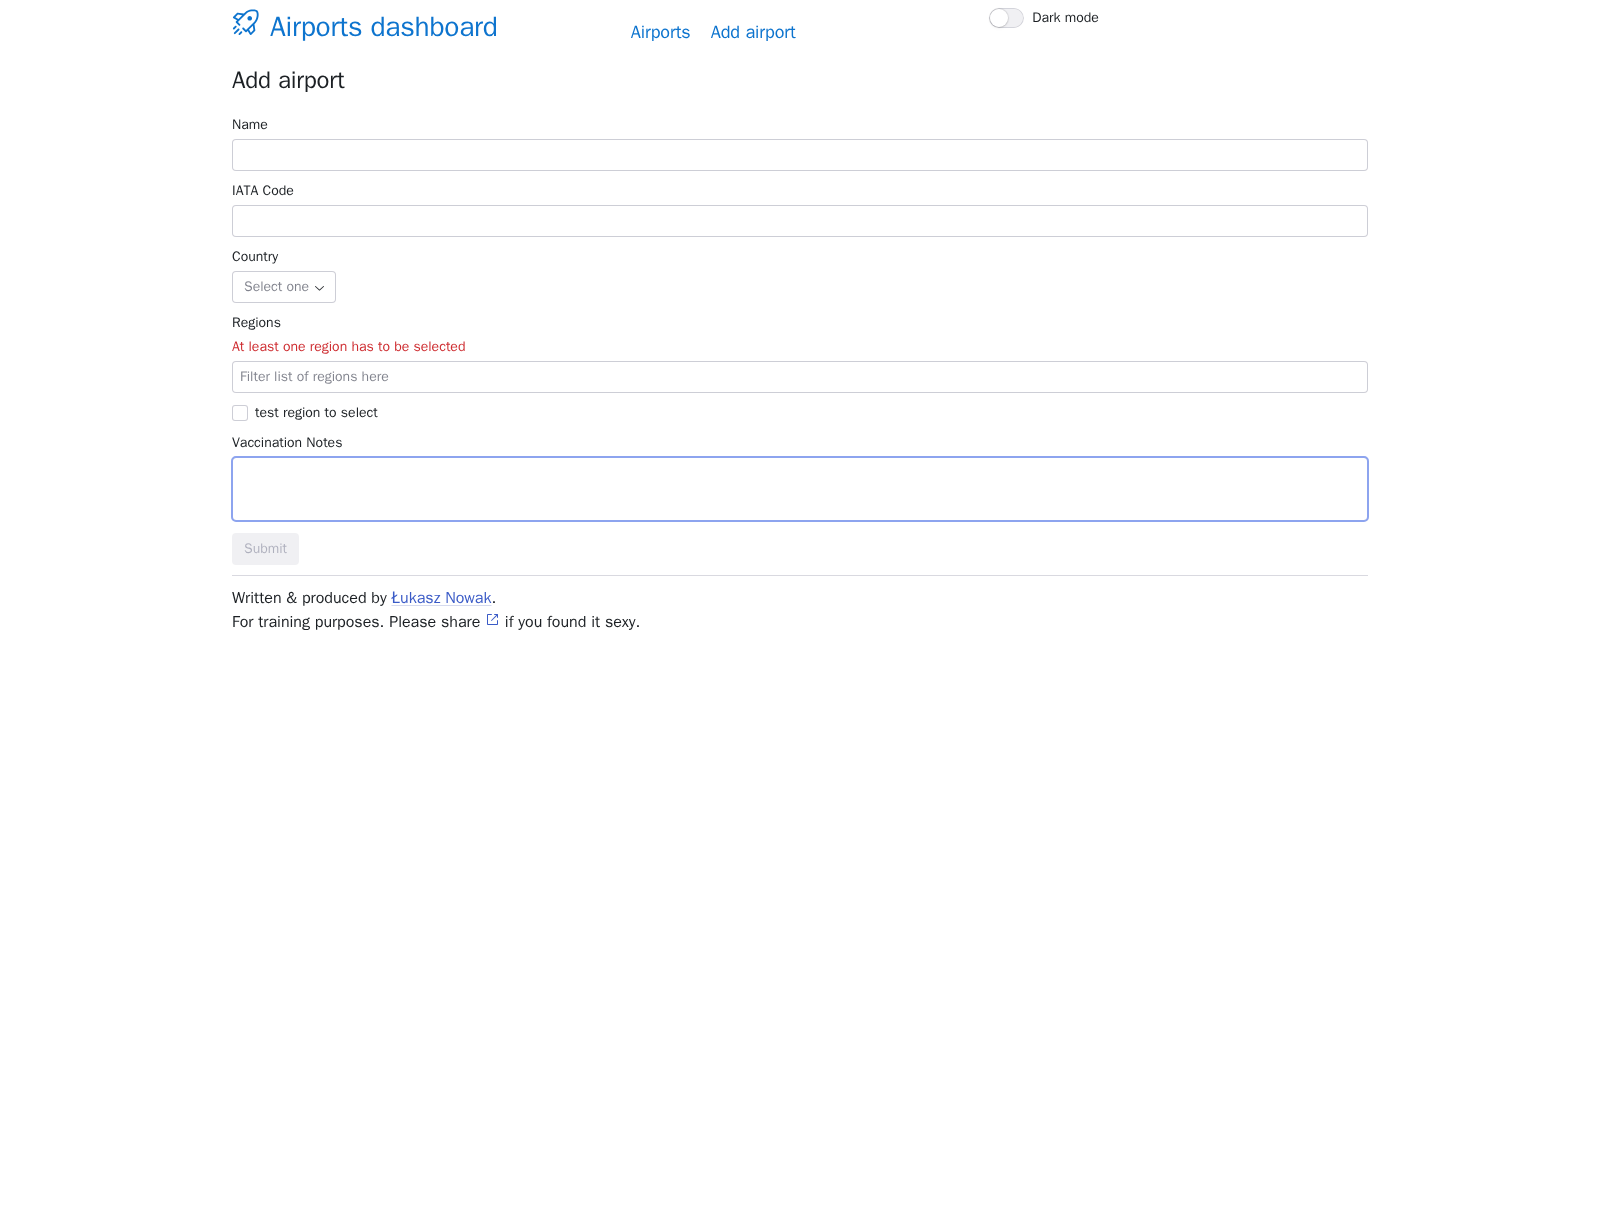 Airports dashboard
Airports
Add airport
Dark mode
Add airport
Name
IATA Code
Country
Select one
Regions
At least one region has to be selected
Filter list of regions here
test region to select
Vaccination Notes
Submit
Written & produced by Łukasz Nowak.
For training purposes. Please share if you found it sexy.